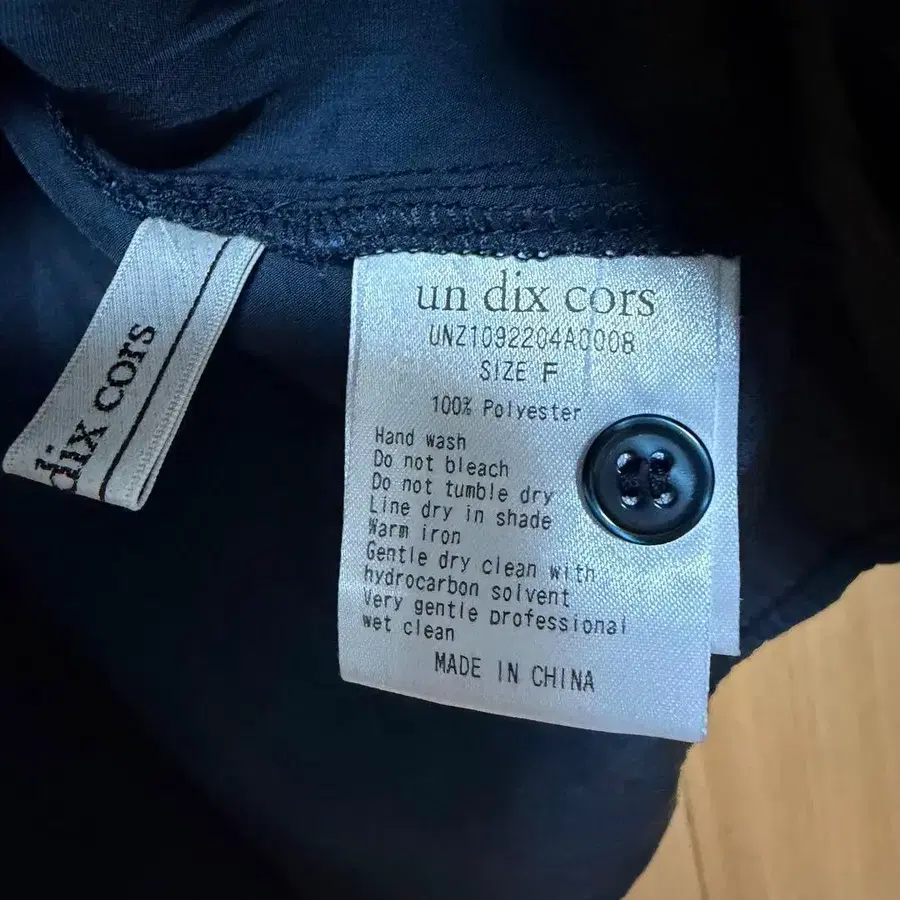 dix cors
un dix cors
UNZ1092204A0008
SIZE F
100% Polyester
Hand wash
Do not bleach
Do not tumble dry
Line dry in shade
Warm iron
Gentle dry clean with
hydrocarbon solvent
Very gentle professional
wet clean
MADE IN CHINA